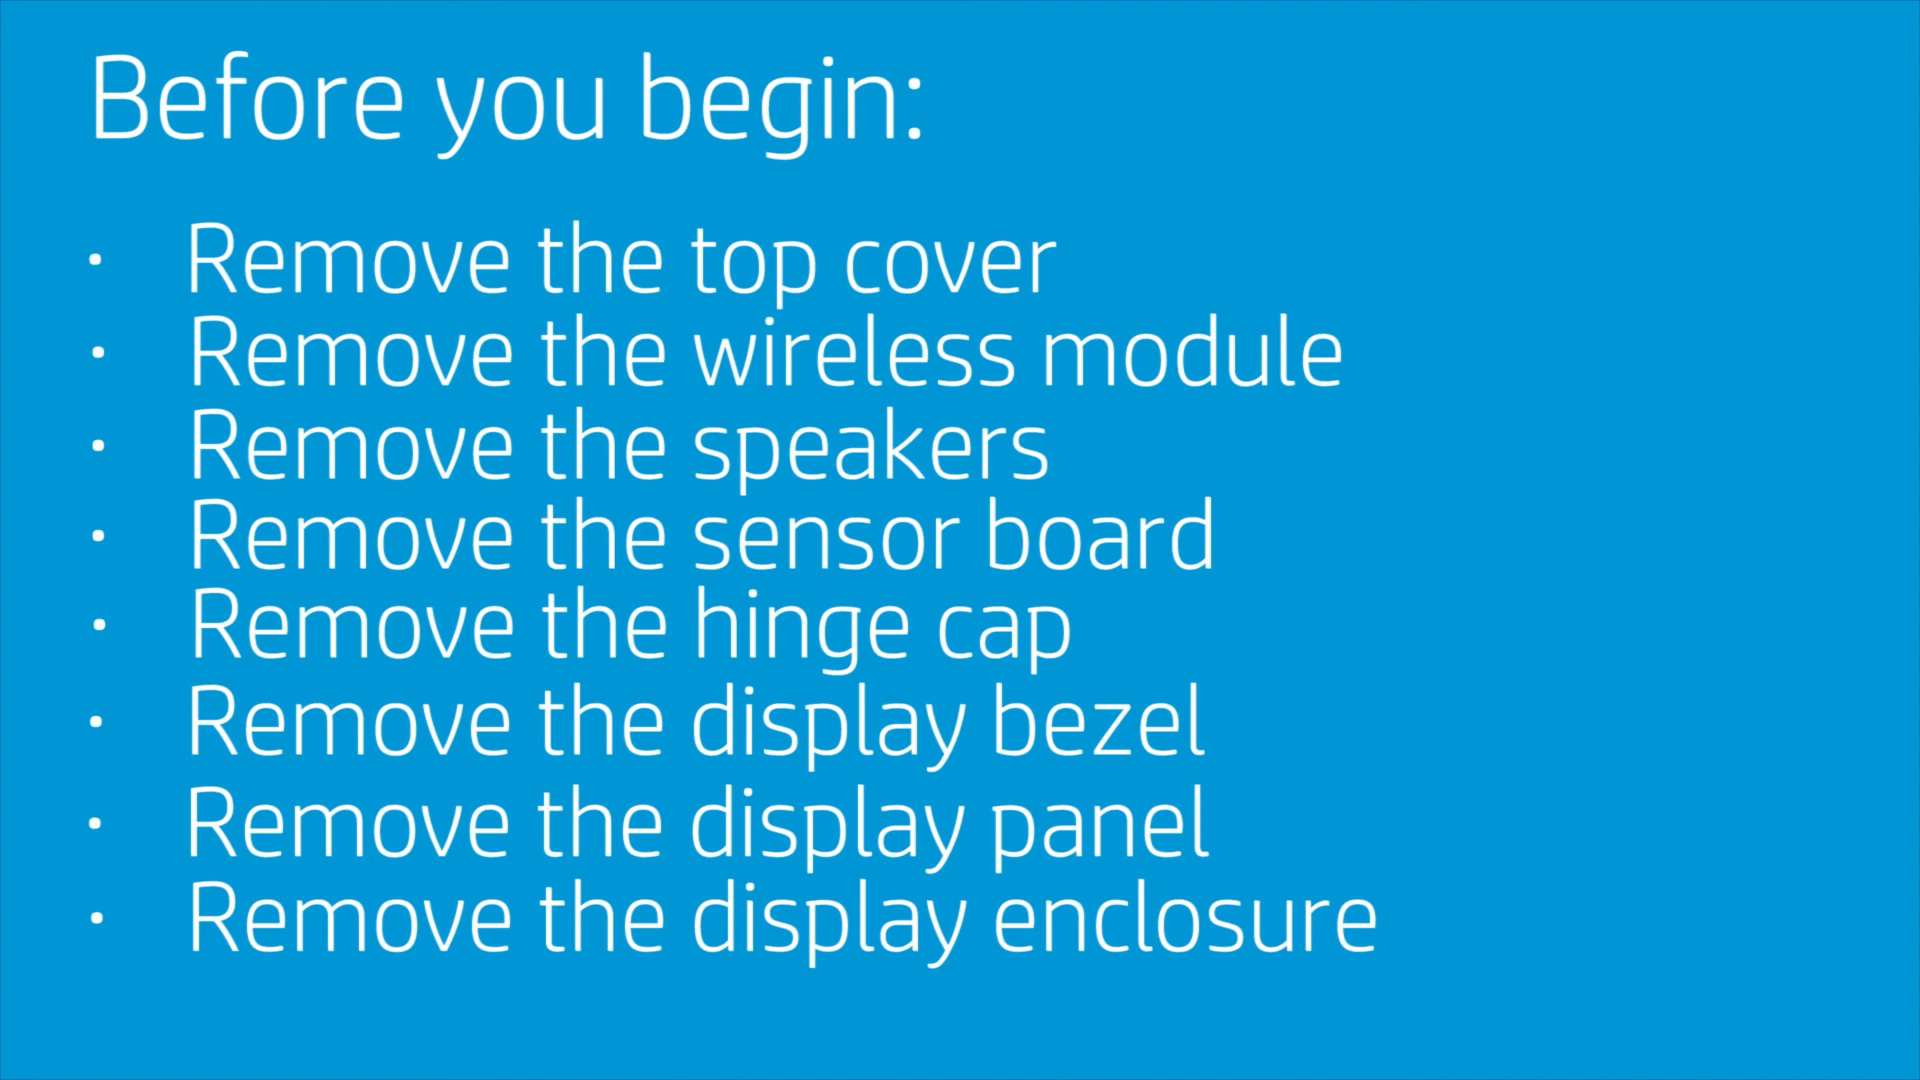 Before you begin:
· Remove the top cover
· Remove the wireless module
· Remove the speakers
· Remove the sensor board
· Remove the hinge cap
· Remove the display bezel
· Remove the display panel
· Remove the display enclosure